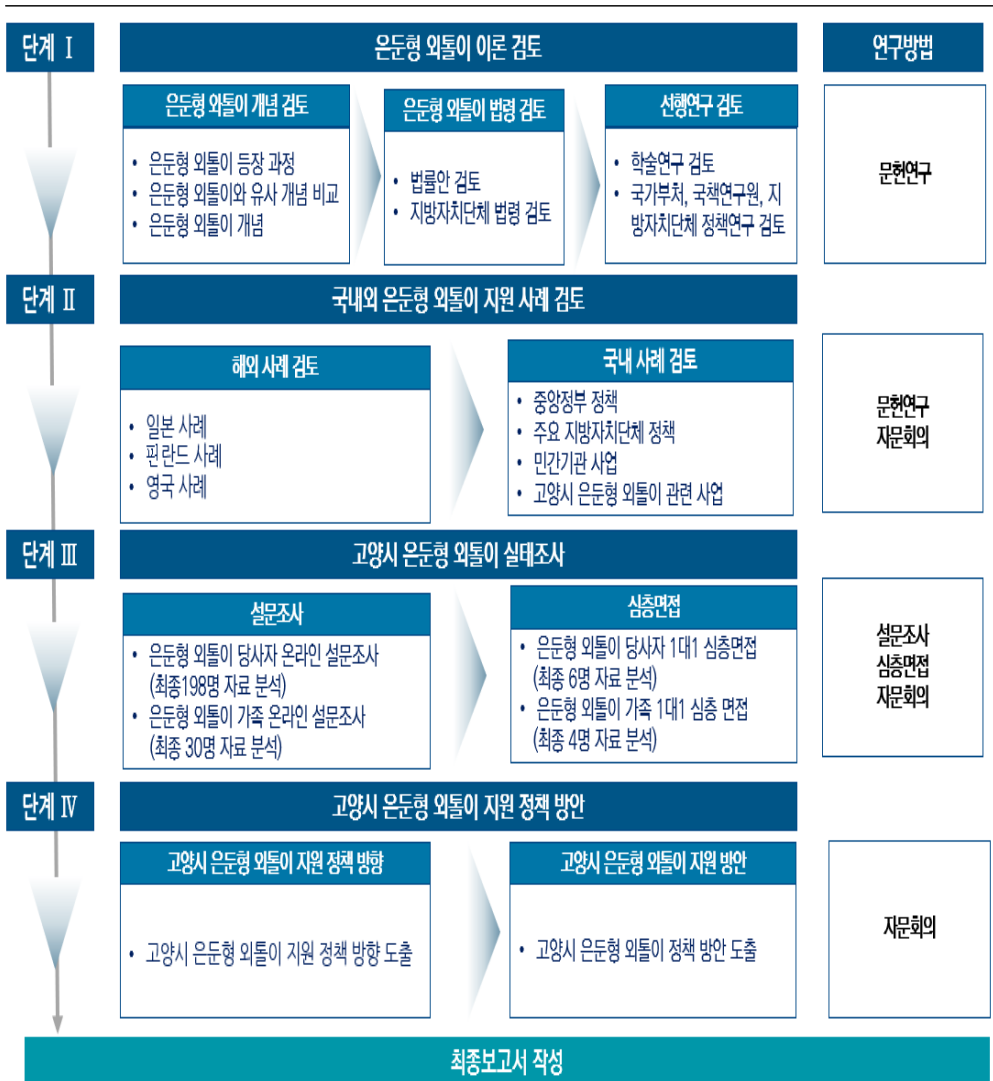 단계 Ⅰ
은둔형 외톨이 이론 검토
연구방법
은둔형 외톨이 개념 검토
• 은둔형 외톨이 등장 과정
• 은둔형 외톨이와 유사 개념 비교
• 은둔형 외톨이 개념
은둔형 외톨이 법령 검토
• 법률안 검토
• 지방자치단체 법령 검토
선행연구 검토
• 학술연구 검토
• 국가부처, 국책연구원, 지
방자치단체 정책연구 검토
문헌연구
단계 Ⅱ
국내외 은둔형 외톨이 지원 사례 검토
해외 사례 검토
• 일본 사례
• 핀란드 사례
• 영국 사례
국내 사례 검토
• 중앙정부 정책
• 주요 지방자치단체 정책
• 민간기관 사업
• 고양시 은둔형 외톨이 관련 사업
문헌연구
자문회의
단계 Ⅲ
고양시 은둔형 외톨이 실태조사
설문조사
• 은둔형 외톨이 당사자 온라인 설문조사
(최종198명 자료 분석)
• 은둔형 외톨이 가족 온라인 설문조사
(최종 30명 자료 분석)
심층면접
• 은둔형 외톨이 당사자 1대1 심층면접
(최종 6명 자료 분석)
• 은둔형 외톨이 가족 1대1 심층 면접
(최종 4명 자료 분석)
설문조사
심층면접
자문회의
단계 Ⅳ
고양시 은둔형 외톨이 지원 정책 방안
고양시 은둔형 외톨이 지원 정책 방향
• 고양시 은둔형 외톨이 지원 정책 방향 도출
고양시 은둔형 외톨이 지원 방안
• 고양시 은둔형 외톨이 정책 방안 도출
자문회의
최종보고서 작성